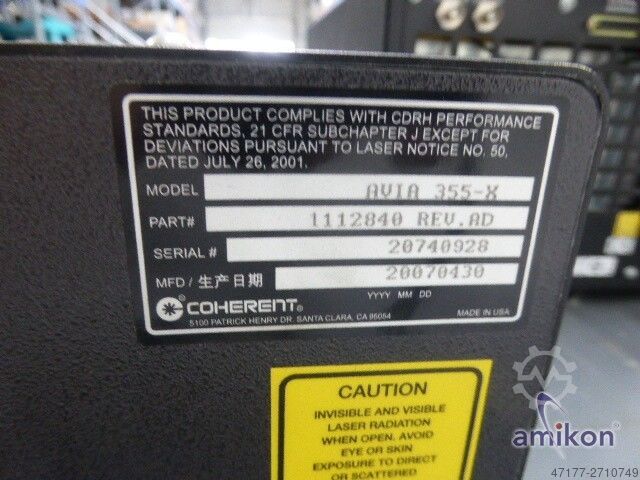 THIS PRODUCT COMPLIES WITH CDRH PERFORMANCE
STANDARDS, 21 CFR SUBCHAPTER J EXCEPT FOR
DEVIATIONS PURSUANT TO LASER NOTICE NO. 50,
DATED JULY 26, 2001.
MODEL AVIA 355-X
PART# 1112840 REV.AD
SERIAL # 20740928
MFD / 生产日期 20070430
YYYY MM DD
COHERENT®
5100 PATRICK HENRY DR. SANTA CLARA, CA 95054 MADE IN USA
CAUTION
INVISIBLE AND VISIBLE
LASER RADIATION
WHEN OPEN. AVOID
EYE OR SKIN
EXPOSURE TO DIRECT
OR SCATTERED
amikon
47177-2710749